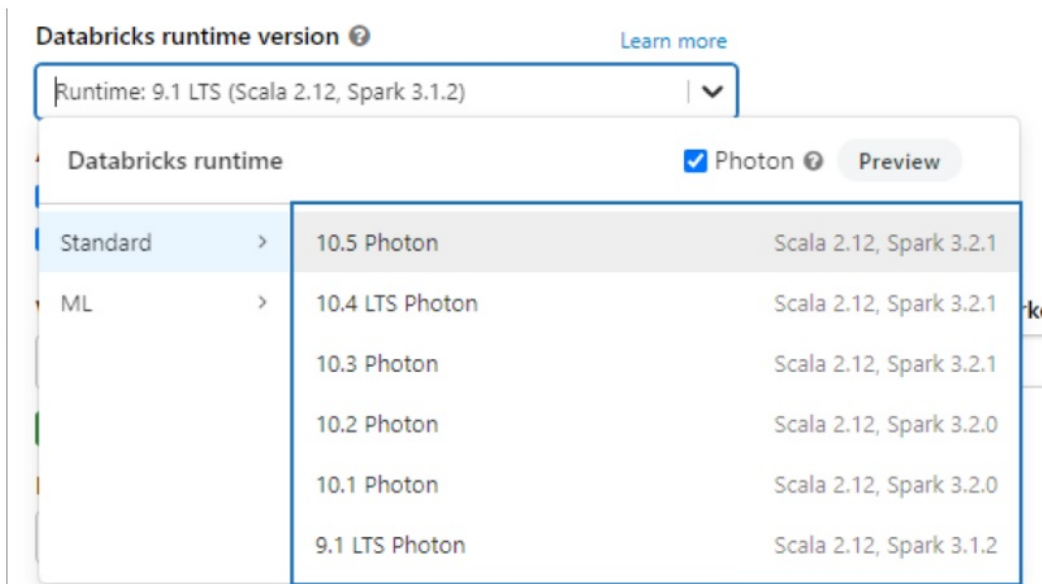 Databricks runtime version
Learn more
Runtime: 9.1 LTS (Scala 2.12, Spark 3.1.2)
Databricks runtime Photon Preview
Standard 10.5 Photon Scala 2.12, Spark 3.2.1
ML 10.4 LTS Photon Scala 2.12, Spark 3.2.1
10.3 Photon Scala 2.12, Spark 3.2.1
10.2 Photon Scala 2.12, Spark 3.2.0
10.1 Photon Scala 2.12, Spark 3.2.0
9.1 LTS Photon Scala 2.12, Spark 3.1.2